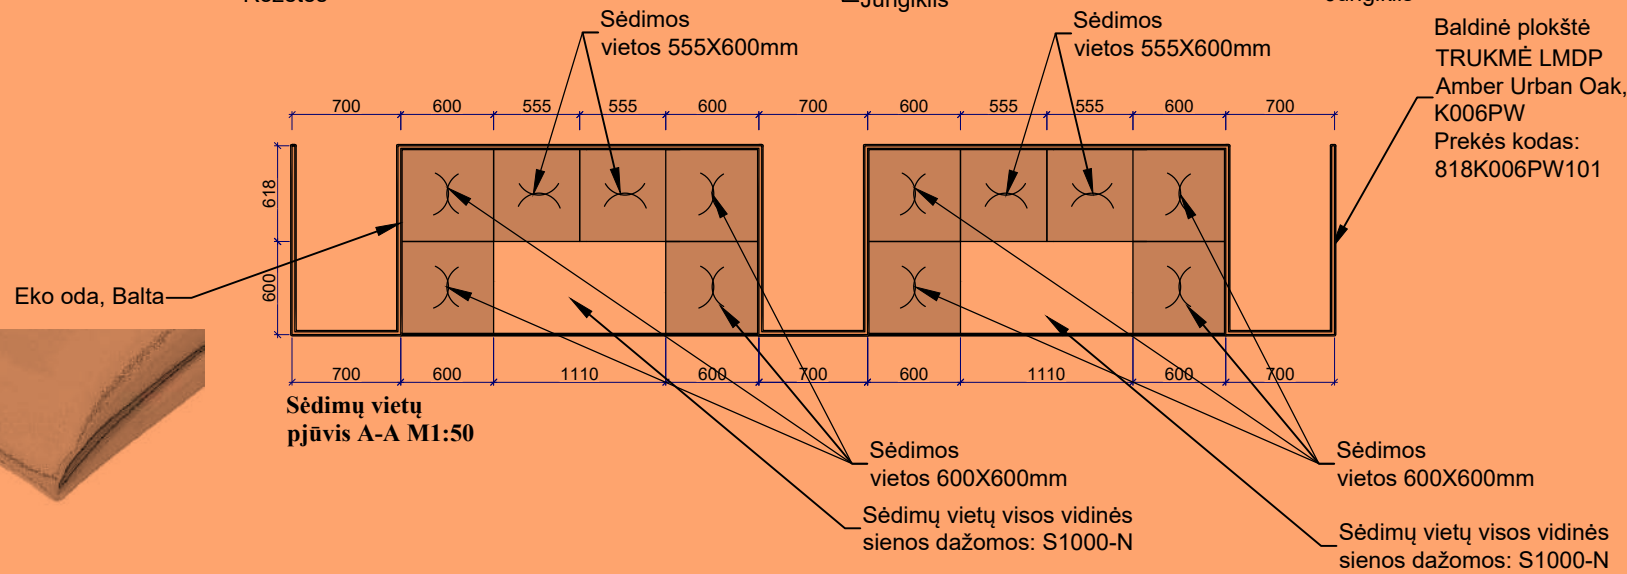 Rozetės
Jungiklis
Jungiklis
Sėdimos
vietos 555X600mm
Sėdimos
vietos 555X600mm
Baldinė plokštė
TRUKMĖ LMDP
Amber Urban Oak,
K006PW
Prekės kodas:
818K006PW101
700 600 555 555 600 700 600 555 555 600 700
618
600
Eko oda, Balta
700 600 1110 600 700 600 1110 600 700
Sėdimų vietų
pjūvis A-A M1:50
Sėdimos
vietos 600X600mm
Sėdimos
vietos 600X600mm
Sėdimų vietų visos vidinės
sienos dažomos: S1000-N
Sėdimų vietų visos vidinės
sienos dažomos: S1000-N